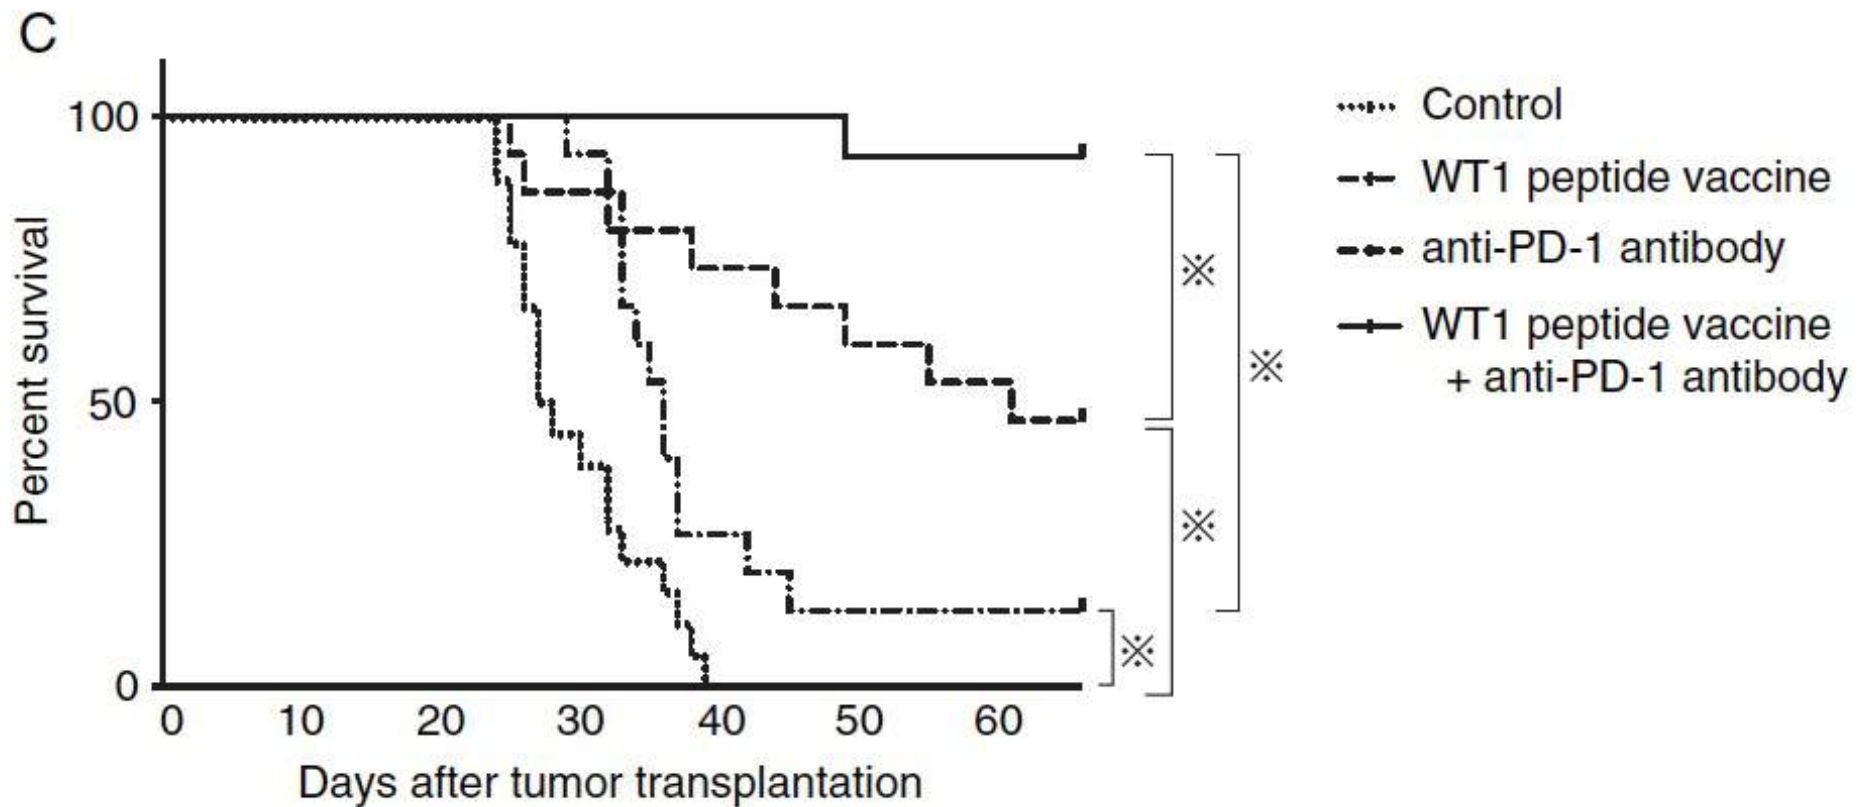 C
Percent survival
100
50
0
0 10 20 30 40 50 60
Days after tumor transplantation
※
※
※
※
Control
WT1 peptide vaccine
anti-PD-1 antibody
WT1 peptide vaccine
+ anti-PD-1 antibody